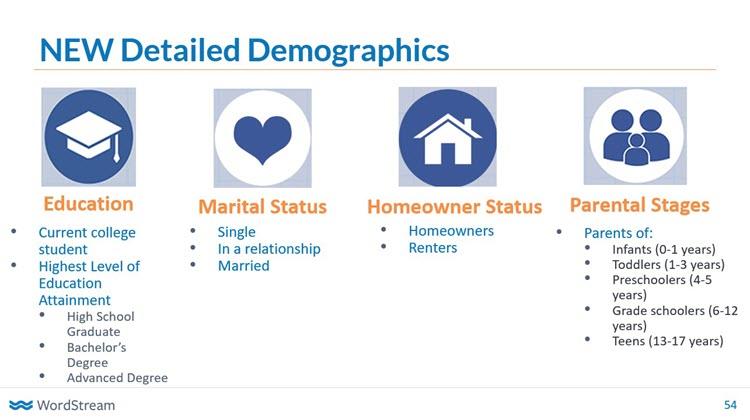 NEW Detailed Demographics
Education
• Current college
student
• Highest Level of
Education
Attainment
• High School
Graduate
• Bachelor's
Degree
• Advanced Degree
Marital Status
• Single
• In a relationship
• Married
Homeowner Status
• Homeowners
• Renters
Parental Stages
• Parents of:
• Infants (0-1 years)
• Toddlers (1-3 years)
• Preschoolers (4-5
years)
• Grade schoolers (6-12
years)
• Teens (13-17 years)
WordStream
54